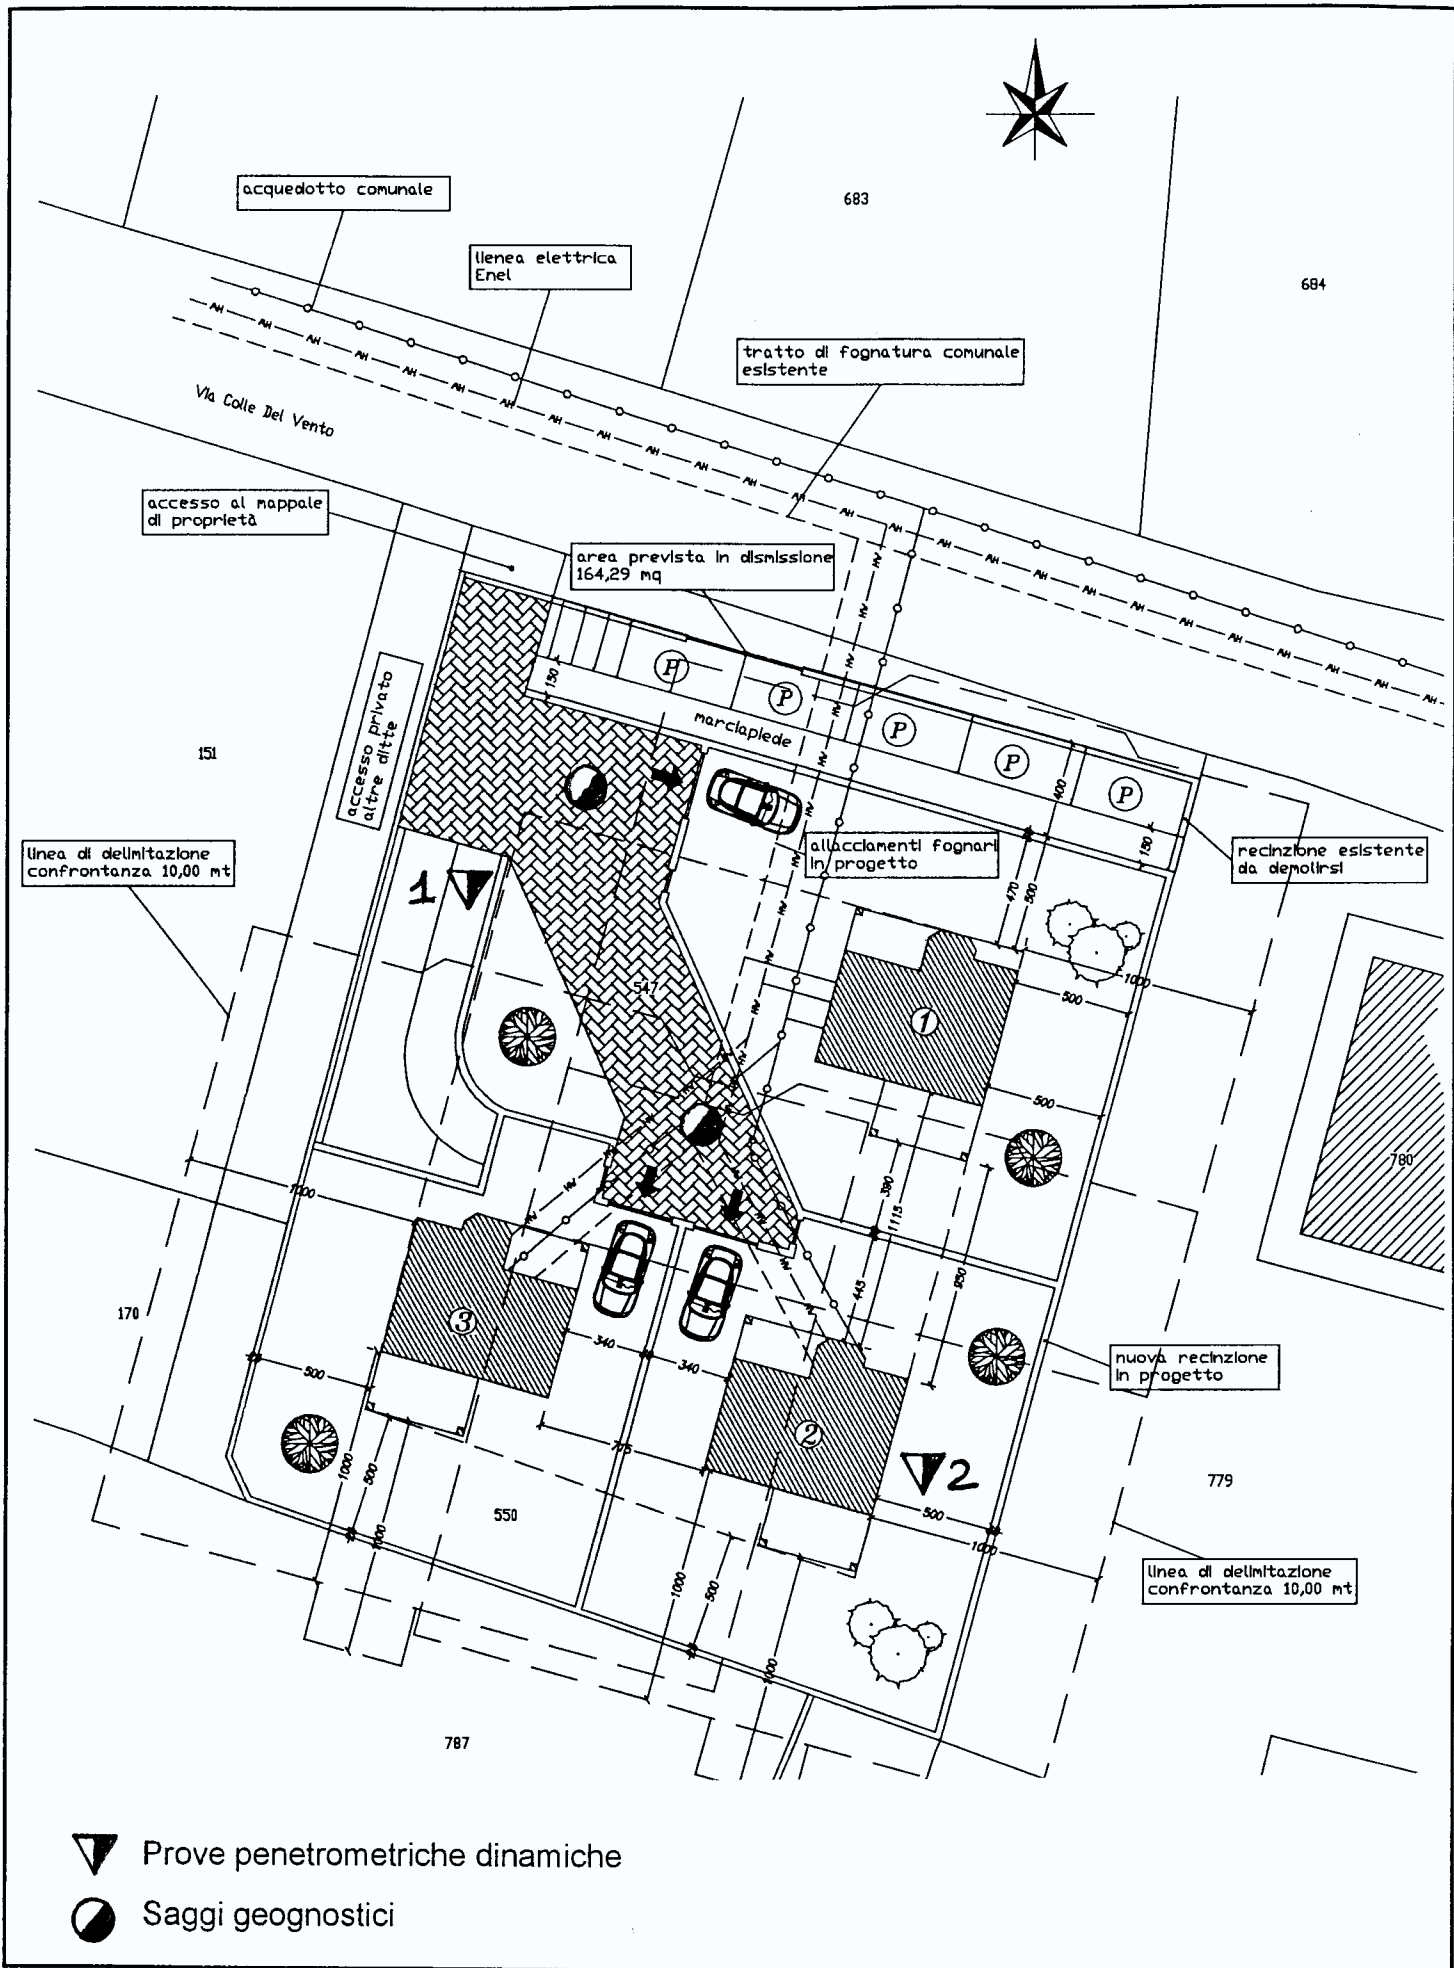 683
684
acquedotto comunale
lienea elettrica
Enel
tratto di fognatura comunale
esistente
Via Colle Del Vento
accesso al mappale
di proprietà
area prevista in dismissione
164,29 mq
accesso privato
altre ditte
151
150
P
P
P
P
P
marciapiede
400
150
allacciamenti fognari
in progetto
recinzione esistente
da demolirsi
linea di delimitazione
confrontanza 10,00 mt
1
470
500
1000
500
547
1
500
780
1000
390
1115
950
445
170
3
340
340
500
nuova recinzione
in progetto
775
2
2
1000
500
1000
550
500
1000
779
1000
500
1000
linea di delimitazione
confrontanza 10,00 mt
787
Prove penetrometriche dinamiche
Saggi geognostici